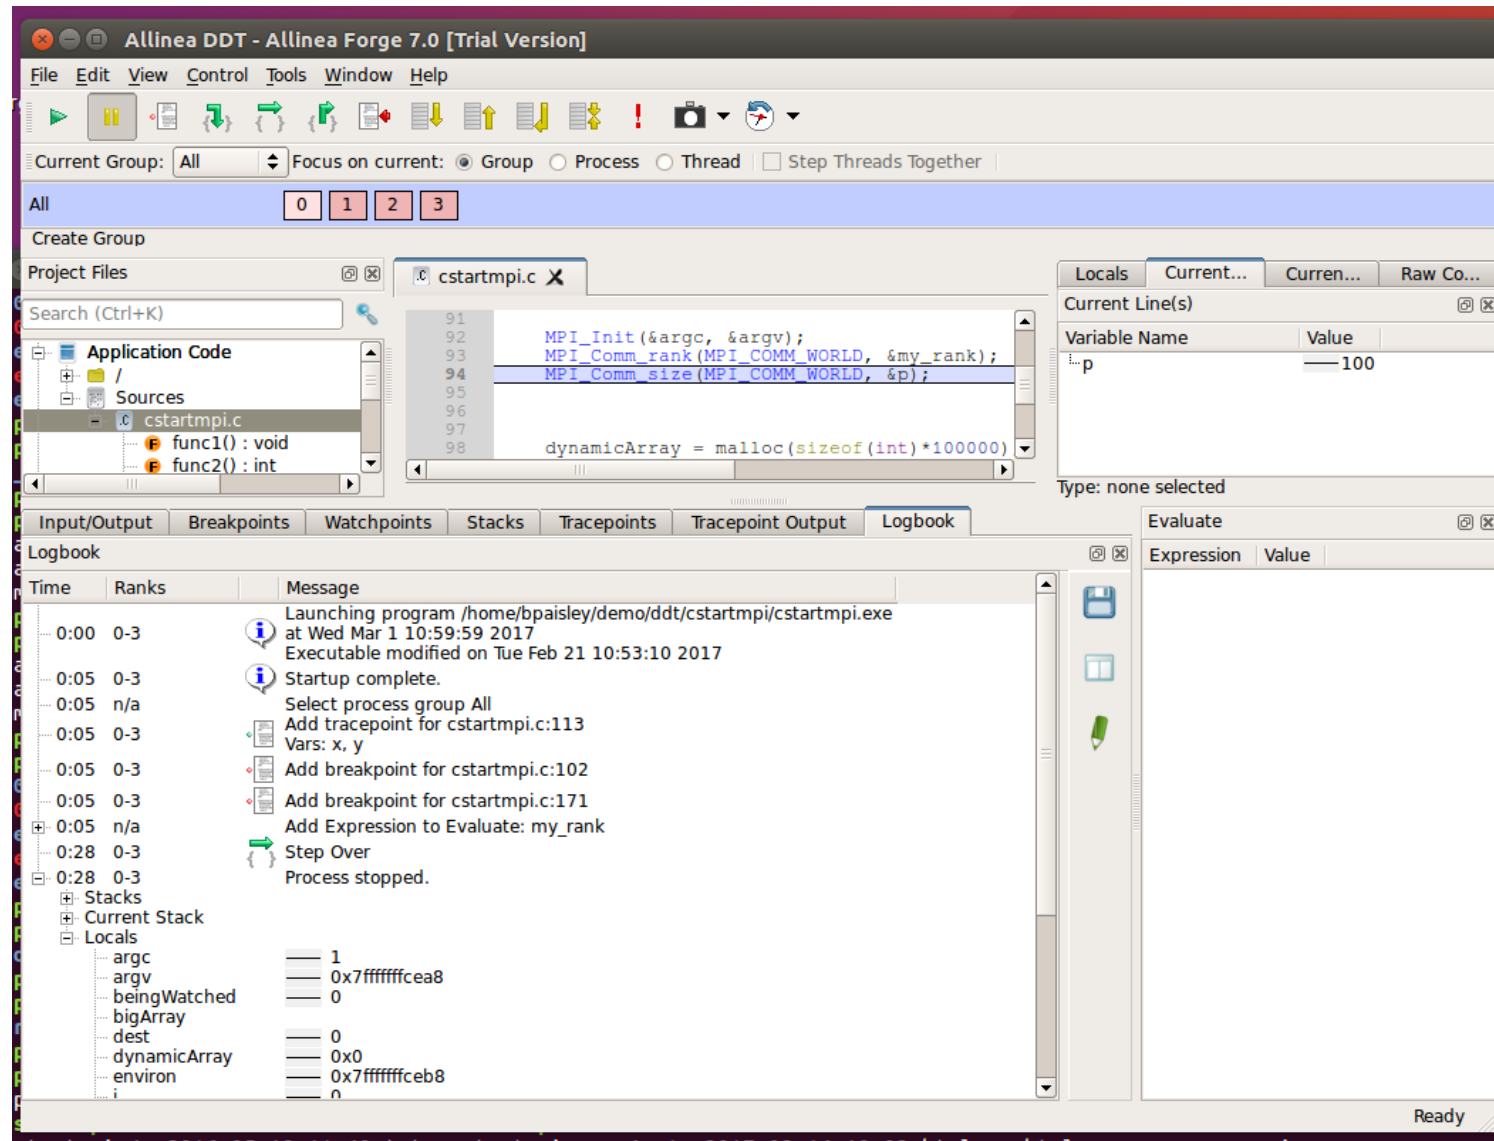 Allinea DDT - Allinea Forge 7.0 [Trial Version]
File Edit View Control Tools Window Help
Current Group: All Focus on current: Group Process Thread Step Threads Together
All 0 1 2 3
Create Group
Project Files
Search (Ctrl+K)
Application Code
/
Sources
cstartmpi.c
func1() : void
func2() : int
cstartmpi.c
91
92 MPI_Init(&argc, &argv);
93 MPI_Comm_rank(MPI_COMM_WORLD, &my_rank);
94 MPI_Comm_size(MPI_COMM_WORLD, &p);
95
96
97
98 dynamicArray = malloc(sizeof(int)*100000)
Locals Current... Curren... Raw Co...
Current Line(s)
Variable Name Value
p 100
Type: none selected
Input/Output Breakpoints Watchpoints Stacks Tracepoints Tracepoint Output Logbook
Logbook
Time Ranks Message
0:00 0-3 Launching program /home/bpaisley/demo/ddt/cstartmpi/cstartmpi.exe
at Wed Mar 1 10:59:59 2017
Executable modified on Tue Feb 21 10:53:10 2017
0:05 0-3 Startup complete.
0:05 n/a Select process group All
0:05 0-3 Add tracepoint for cstartmpi.c:113
Vars: x, y
0:05 0-3 Add breakpoint for cstartmpi.c:102
0:05 0-3 Add breakpoint for cstartmpi.c:171
0:05 n/a Add Expression to Evaluate: my_rank
0:28 0-3 Step Over
0:28 0-3 Process stopped.
Stacks
Current Stack
Locals
argc 1
argv 0x7fffffffcea8
beingWatched 0
bigArray
dest 0
dynamicArray 0x0
environ 0x7fffffffceb8
i 0
Evaluate
Expression Value
Ready